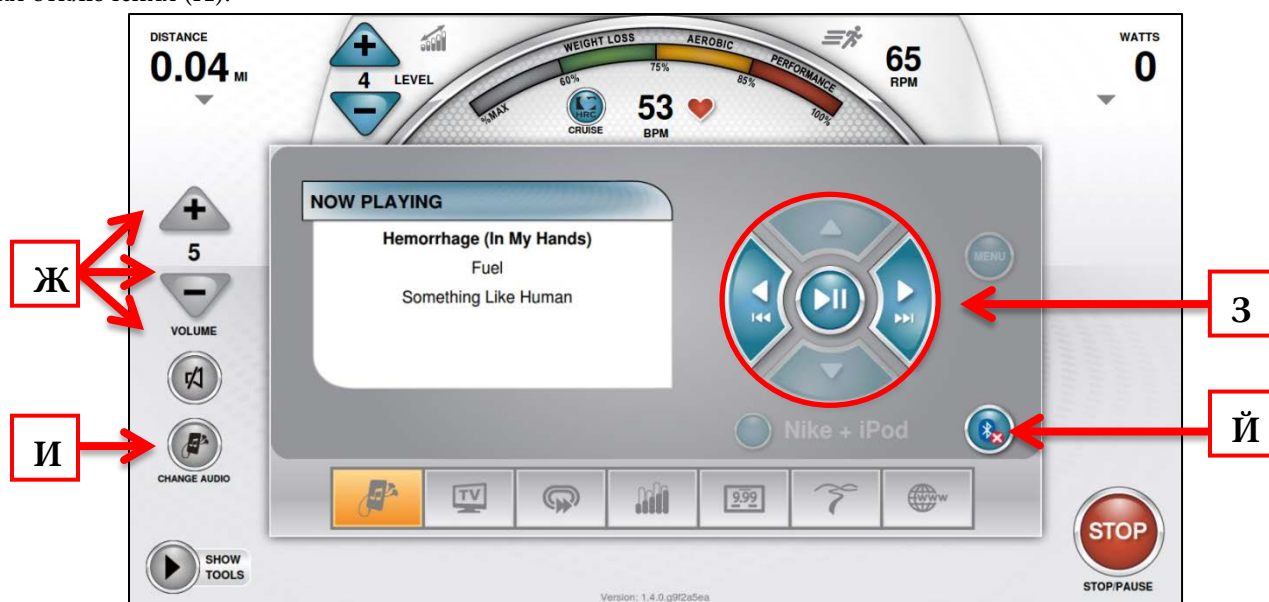 DISTANCE
0.04 MI
4 LEVEL
WEIGHT LOSS
AEROBIC
PERFORMANCE
%MAX
60%
75%
85%
100%
HRC
CRUISE
53
BPM
65
RPM
WATTS
0
NOW PLAYING
Hemorrhage (In My Hands)
Fuel
Something Like Human
MENU
5
VOLUME
Ж
З
И
Й
CHANGE AUDIO
Nike + iPod
TV
9.99
www
SHOW
TOOLS
STOP
STOP/PAUSE
Version: 1.4.0.g9f2a5ea